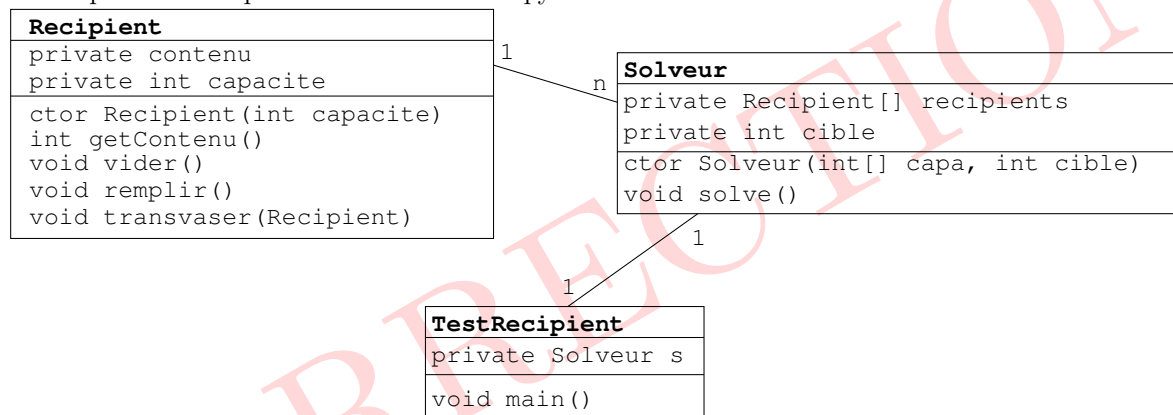 Recipient
private contenu
private int capacite
ctor Recipient(int capacite)
int getContenu()
void vider()
void remplir()
void transvaser(Recipient)
1
n
Solveur
private Recipient[] recipients
private int cible
ctor Solveur(int[] capa, int cible)
void solve()
1
1
TestRecipient
private Solveur s
void main()
RRECTION